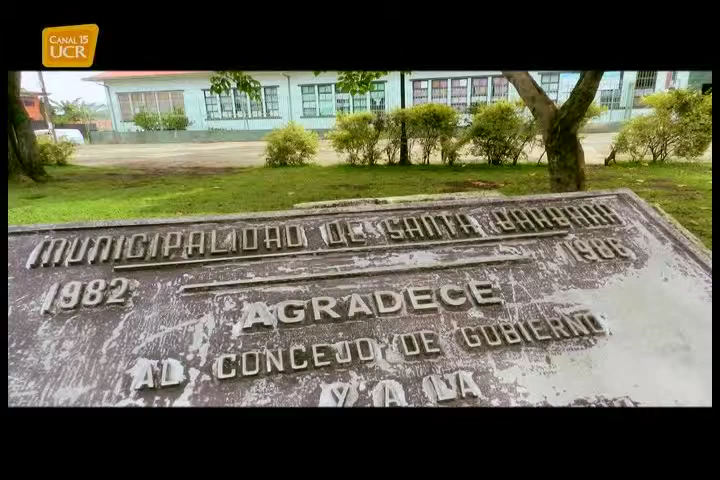 CANAL 15
UCR
MUNICIPALIDAD DE SANTA BARBARA
1982 1986
AGRADECE
AL CONCEJO DE GOBIERNO
Y A LA